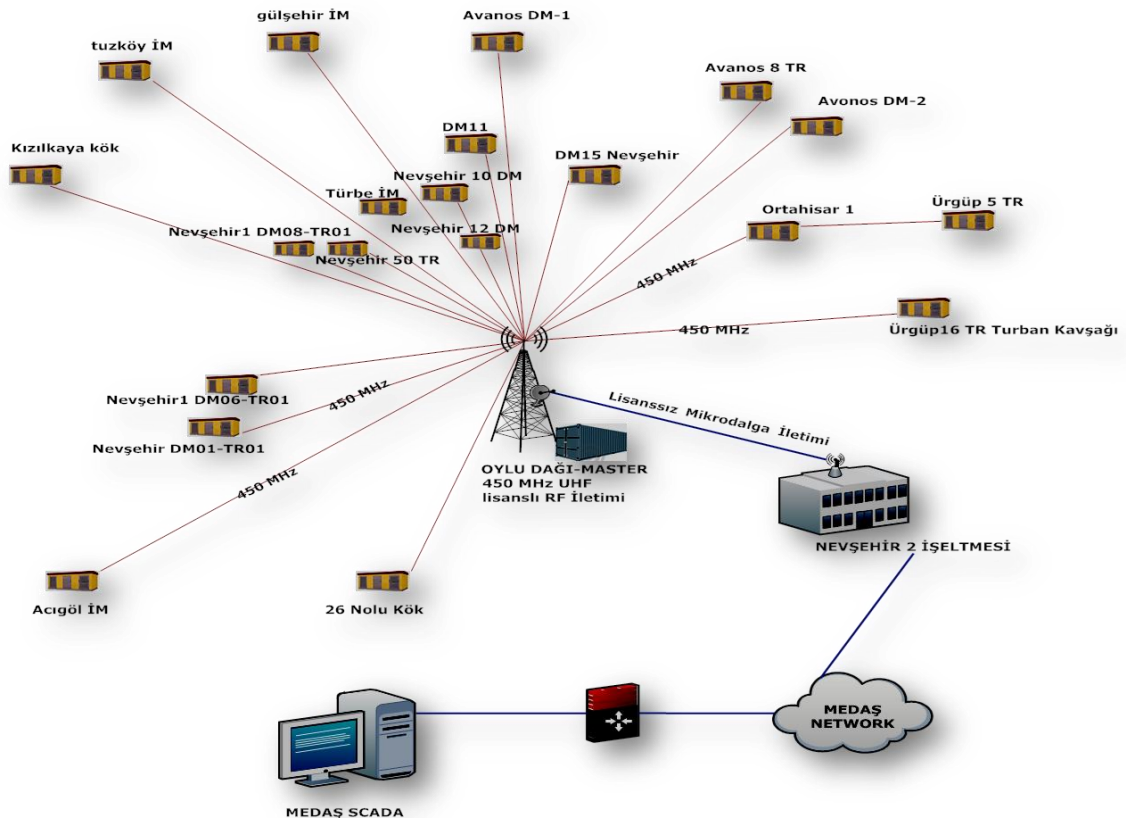 gülşehir İM
Avanos DM-1
tuzköy İM
Avanos 8 TR
Avonos DM-2
DM11
Kızılkaya kök
DM15 Nevşehir
Nevşehir 10 DM
Türbe İM
Ürgüp 5 TR
Ortahisar 1
Nevşehir1 DM08-TR01
Nevşehir 12 DM
Nevşehir 50 TR
450 MHz
450 MHz
Ürgüp16 TR Turban Kavşağı
Nevşehir1 DM06-TR01
450 MHz
Lisanssız Mikrodalga İletimi
Nevşehir DM01-TR01
450 MHz
OYLU DAĞI-MASTER
450 MHz UHF
lisanslı RF İletimi
NEVŞEHİR 2 İŞELTMESİ
Acıgöl İM
26 Nolu Kök
MEDAŞ
NETWORK
MEDAŞ SCADA